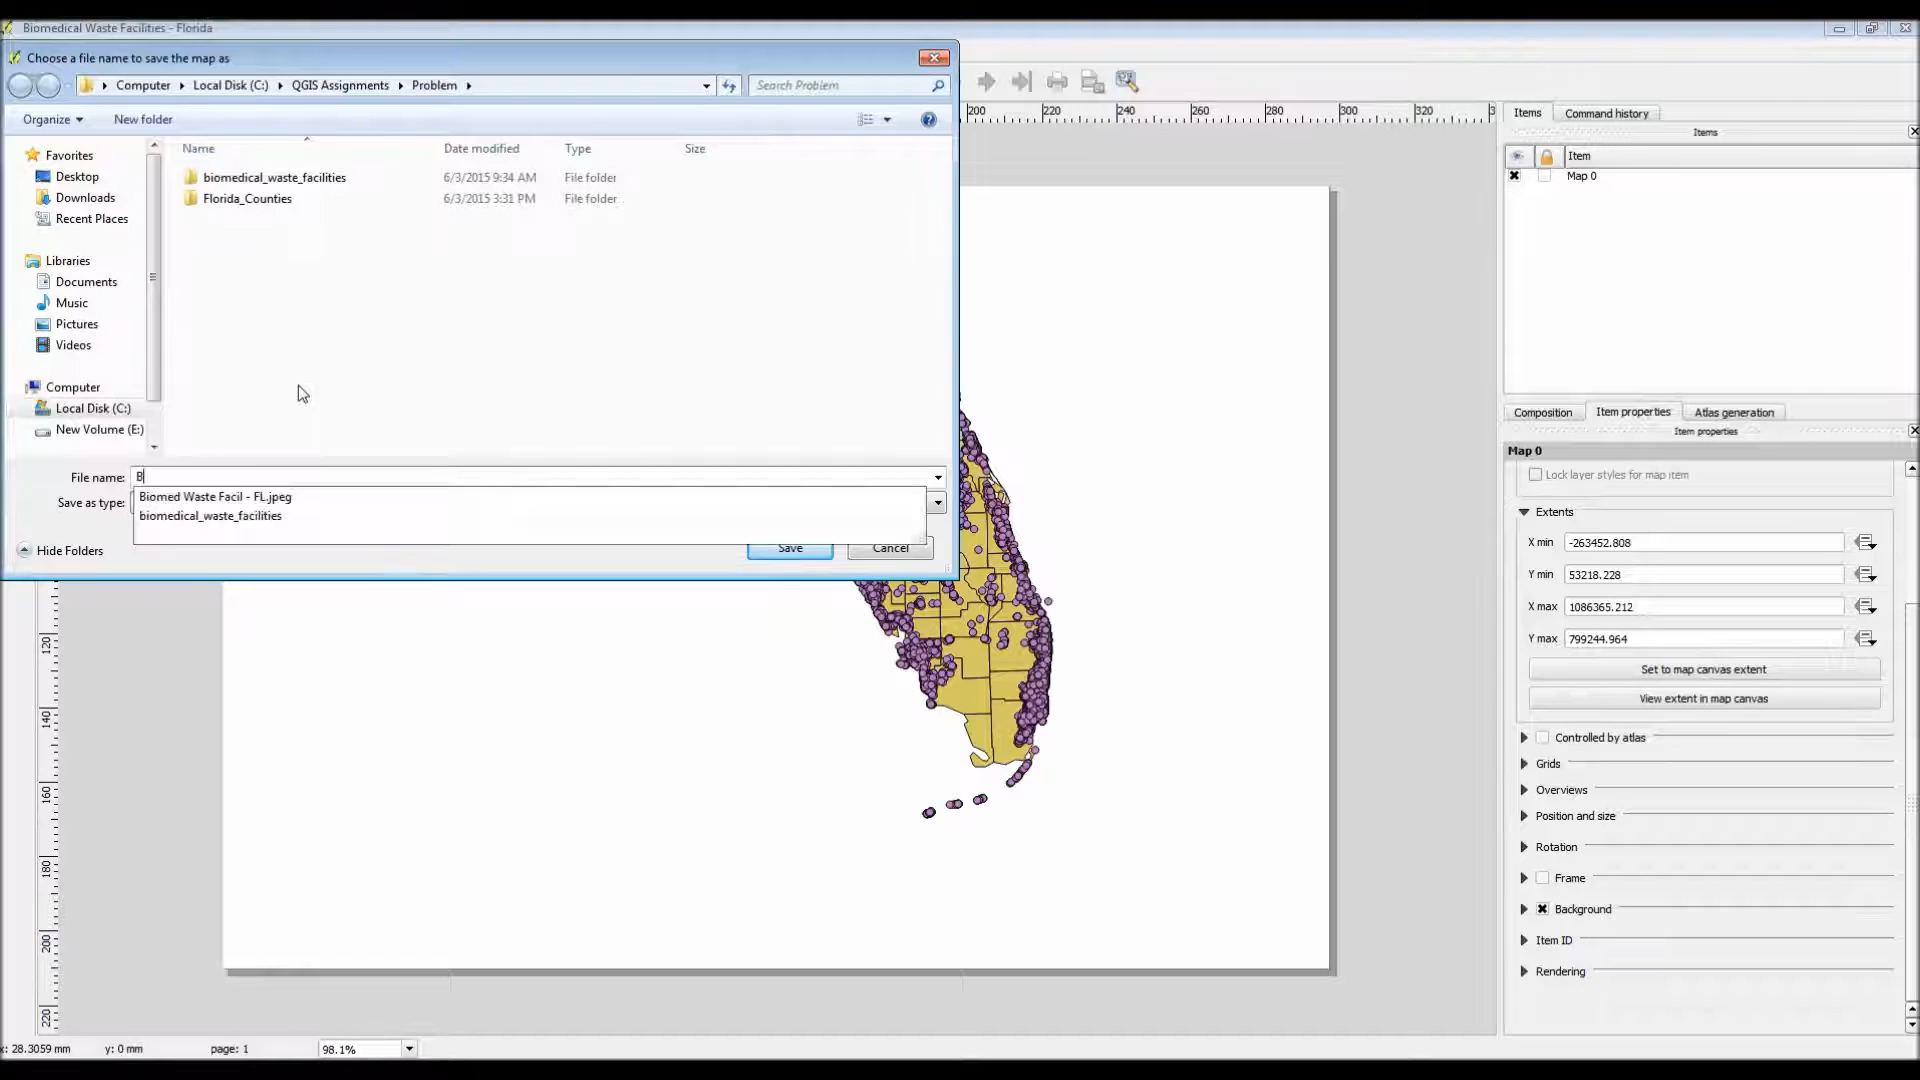 Biomedical Waste Facilities - Florida
Choose a file name to save the map as
Computer Local Disk (C:) QGIS Assignments Problem
Search Problem
Organize New folder
Name Date modified Type Size
biomedical_waste_facilities 6/3/2015 9:34 AM File folder
Florida_Counties 6/3/2015 3:31 PM File folder
Favorites
Desktop
Downloads
Recent Places
Libraries
Documents
Music
Pictures
Videos
Computer
Local Disk (C:)
New Volume (E:)
File name: B
Save as type:
Biomed Waste Facil - FL.jpeg
biomedical_waste_facilities
Hide Folders
Save Cancel
200 220 240 260 280 300 320
120
140
160
180
200
220
Items Command history
Items
Item
Map 0
Composition Item properties Atlas generation
Item properties
Map 0
Lock layer styles for map item
Extents
X min -263452.808
Y min 53218.228
X max 1086365.212
Y max 799244.964
Set to map canvas extent
View extent in map canvas
Controlled by atlas
Grids
Overviews
Position and size
Rotation
Frame
Background
Item ID
Rendering
x: 28.3059 mm y: 0 mm page: 1 98.1%